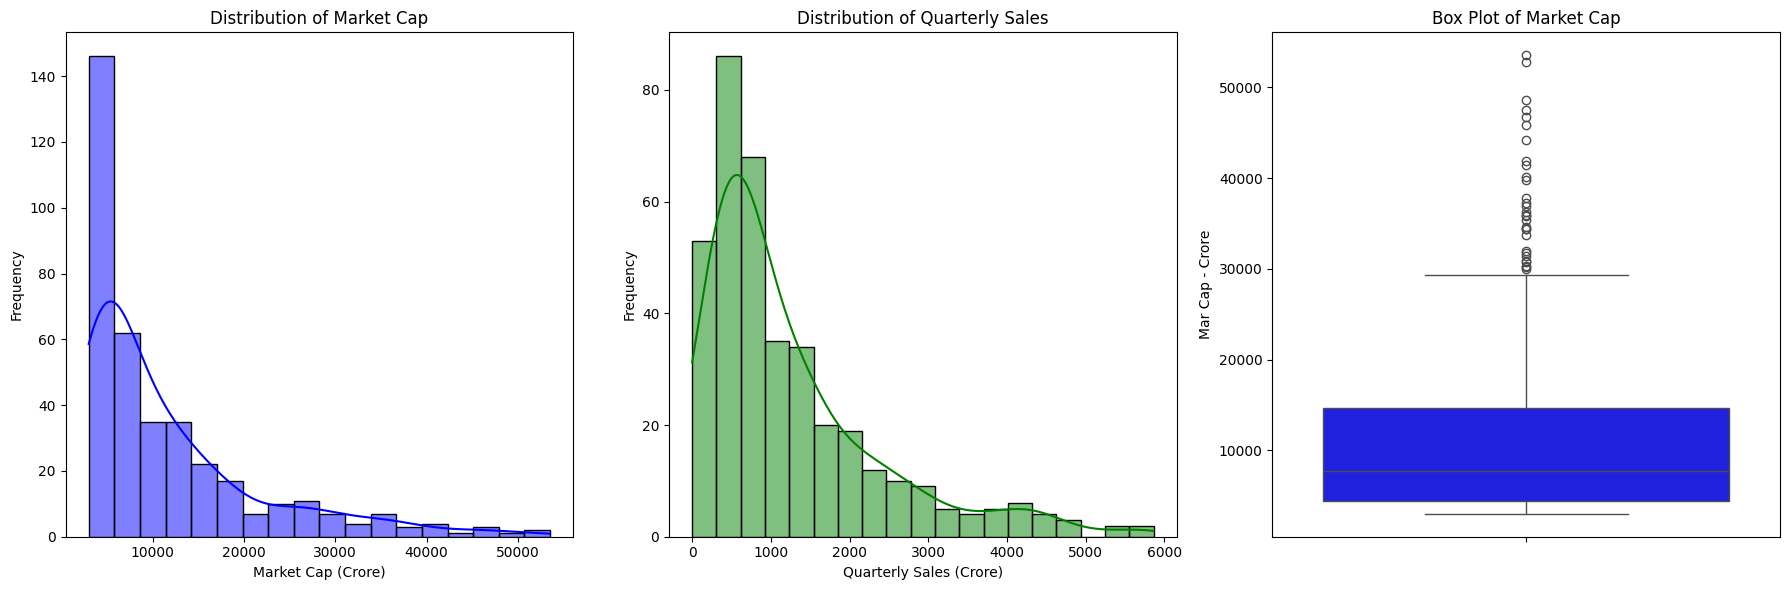 Distribution of Market Cap
Frequency
140
120
100
80
60
40
20
0
10000 20000 30000 40000 50000
Market Cap (Crore)
Distribution of Quarterly Sales
Frequency
80
60
40
20
0
0 1000 2000 3000 4000 5000 6000
Quarterly Sales (Crore)
Box Plot of Market Cap
Mar Cap - Crore
50000
40000
30000
20000
10000